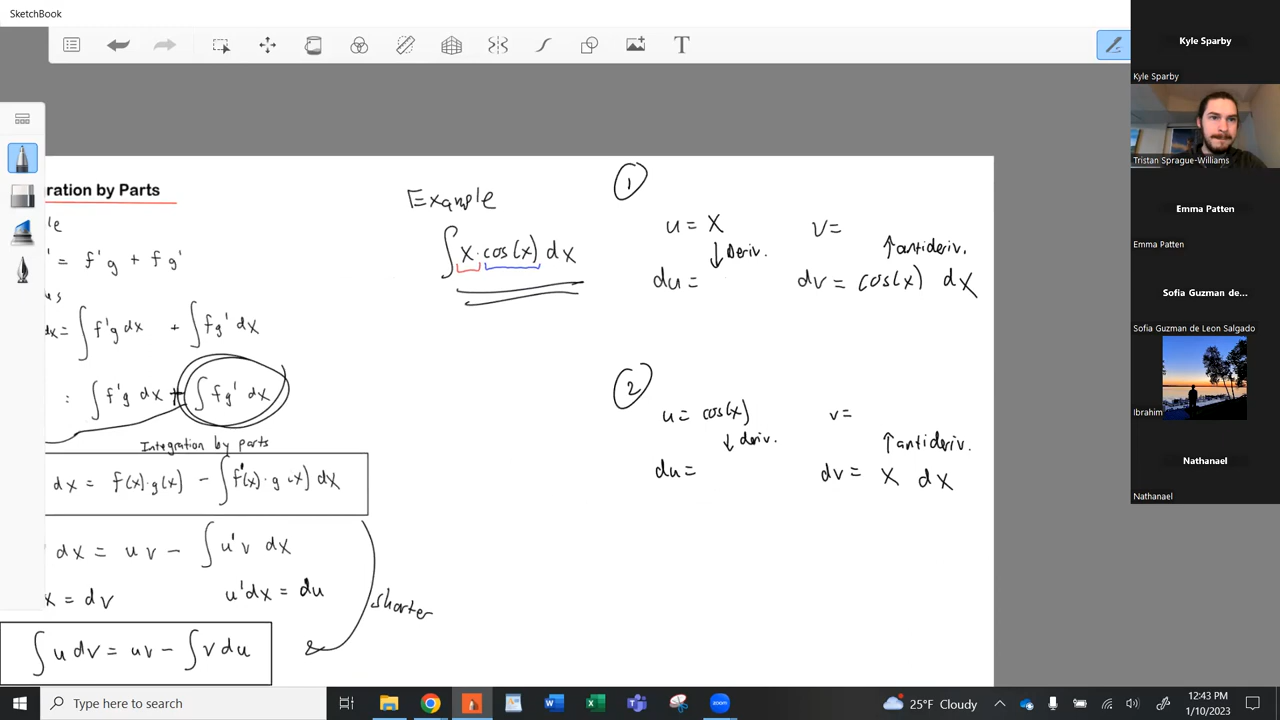 SketchBook
ration by Parts
le
= f'g + fg'
us
dx = ∫ f'g dx + ∫ fg' dx
: ∫ f'g dx + ∫ fg' dx
Integration by parts
dx = f(x)·g(x) - ∫ f'(x)·g(x) dx
dx = uv - ∫ u'v dx
x = dv u'dx = du
shorter
∫ u dv = uv - ∫ v du
Example
∫ x·cos(x) dx
1
u = x v =
↓ Deriv. ↑ antideriv.
du = dv = cos(x) dx
2
u = cos(x) v =
↓ deriv. ↑ antideriv.
du = dv = x dx
Kyle Sparby
Kyle Sparby
Tristan Sprague-Williams
Emma Patten
Emma Patten
Sofia Guzman de...
Sofia Guzman de Leon Salgado
Ibrahim
Nathanael
Nathanael
Type here to search
zoom
25°F Cloudy
12:43 PM
1/10/2023